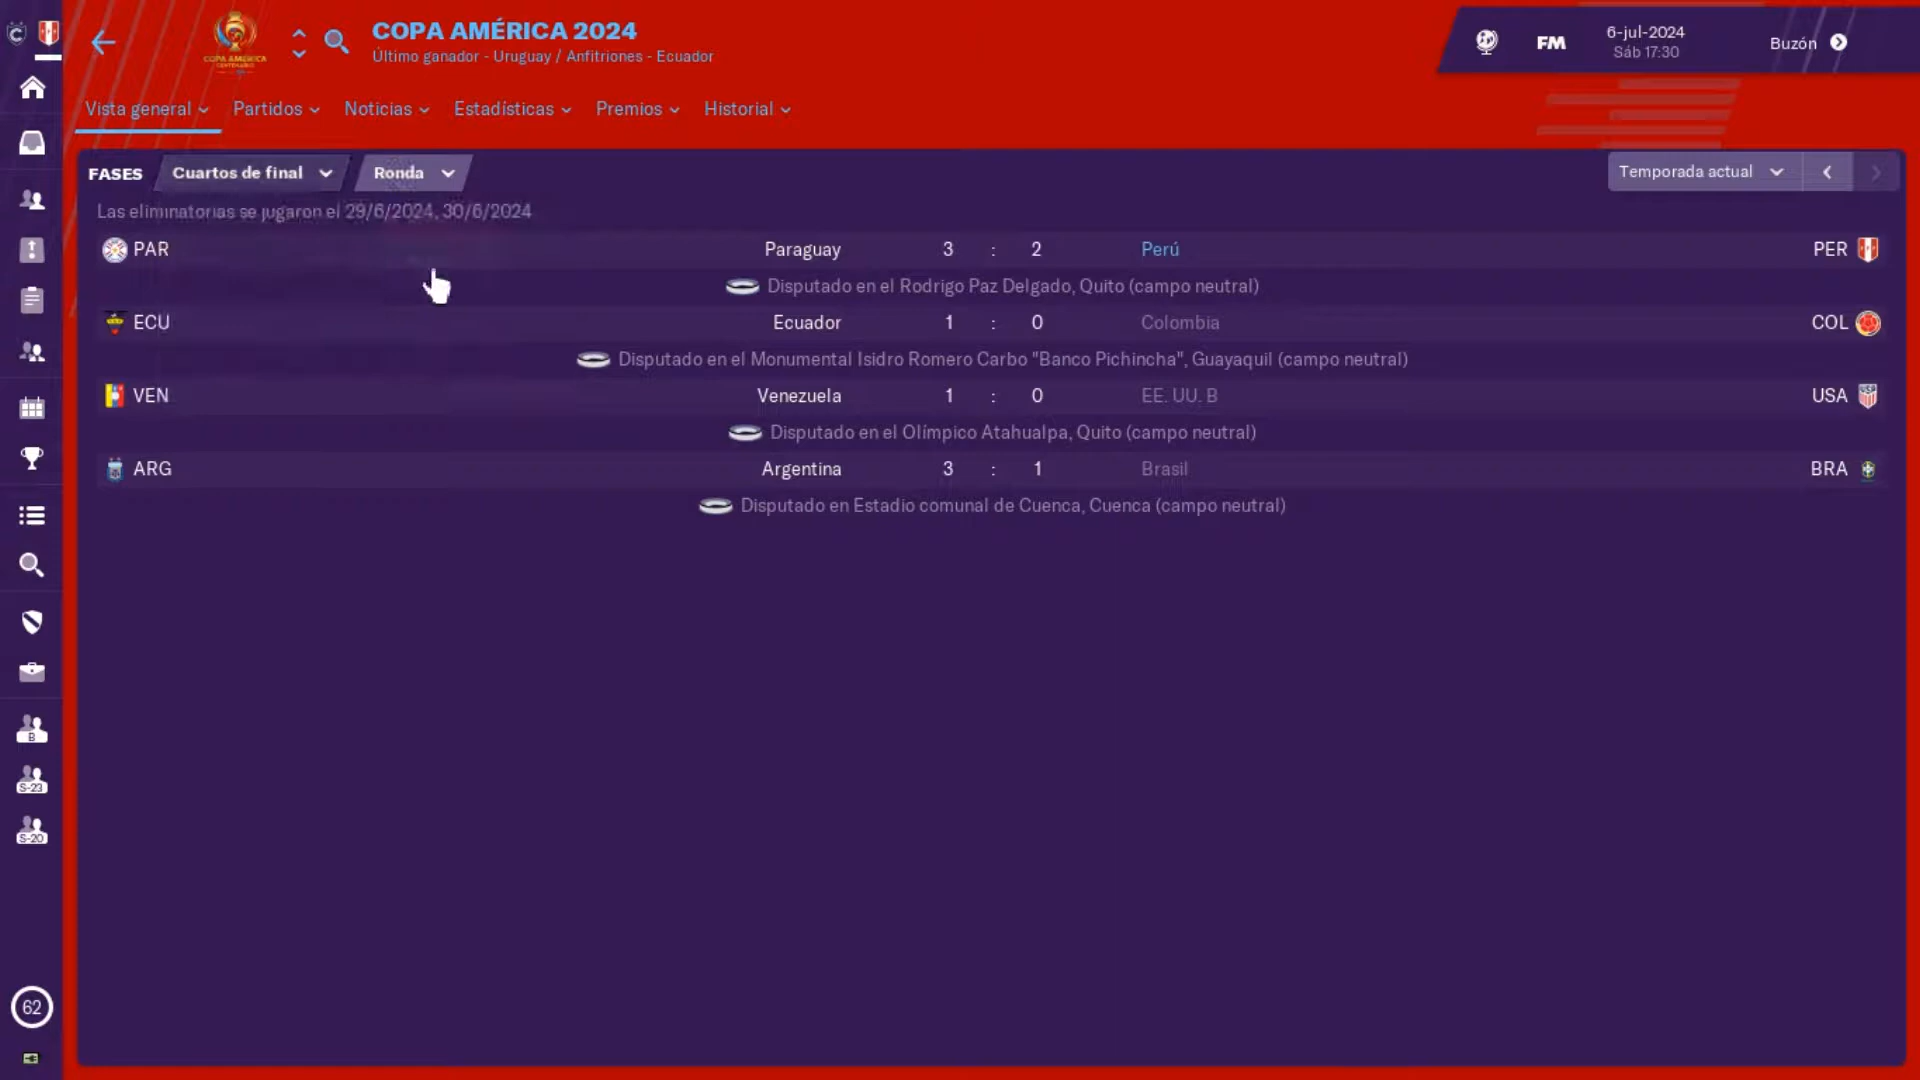 COPA AMÉRICA 2024
Último ganador - Uruguay / Anfitriones - Ecuador
COPA AMERICA
CENTENARIO
FM
6-jul-2024
Sáb 17:30
Buzón
Vista general
Partidos
Noticias
Estadísticas
Premios
Historial
FASES
Cuartos de final
Ronda
Temporada actual
Las eliminatorias se jugaron el 29/6/2024, 30/6/2024
PAR Paraguay 3 : 2 Perú PER
Disputado en el Rodrigo Paz Delgado, Quito (campo neutral)
ECU Ecuador 1 : 0 Colombia COL
Disputado en el Monumental Isidro Romero Carbo "Banco Pichincha", Guayaquil (campo neutral)
VEN Venezuela 1 : 0 EE. UU. B USA
Disputado en el Olímpico Atahualpa, Quito (campo neutral)
ARG Argentina 3 : 1 Brasil BRA
Disputado en Estadio comunal de Cuenca, Cuenca (campo neutral)
B
S-23
S-20
62